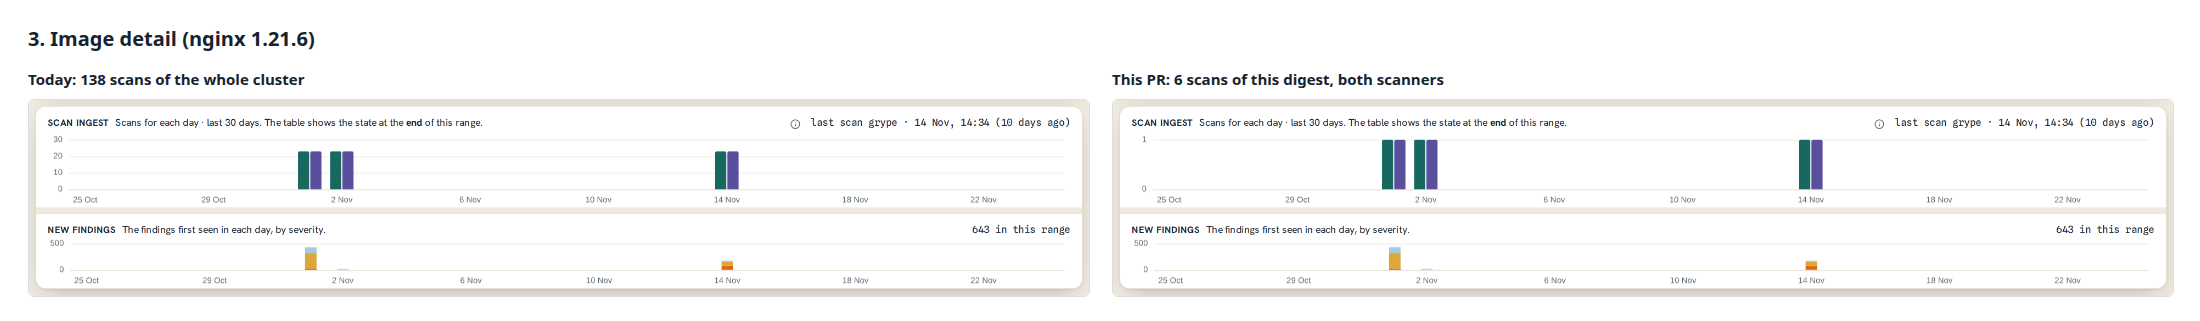 3. Image detail (nginx 1.21.6)
Today: 138 scans of the whole cluster
SCAN INGEST Scans for each day · last 30 days. The table shows the state at the end of this range.
last scan grype · 14 Nov, 14:34 (10 days ago)
30
20
10
0
25 Oct 29 Oct 2 Nov 6 Nov 10 Nov 14 Nov 18 Nov 22 Nov
NEW FINDINGS The findings first seen in each day, by severity.
643 in this range
500
0
25 Oct 29 Oct 2 Nov 6 Nov 10 Nov 14 Nov 18 Nov 22 Nov
This PR: 6 scans of this digest, both scanners
SCAN INGEST Scans for each day · last 30 days. The table shows the state at the end of this range.
last scan grype · 14 Nov, 14:34 (10 days ago)
1
0
25 Oct 29 Oct 2 Nov 6 Nov 10 Nov 14 Nov 18 Nov 22 Nov
NEW FINDINGS The findings first seen in each day, by severity.
643 in this range
500
0
25 Oct 29 Oct 2 Nov 6 Nov 10 Nov 14 Nov 18 Nov 22 Nov